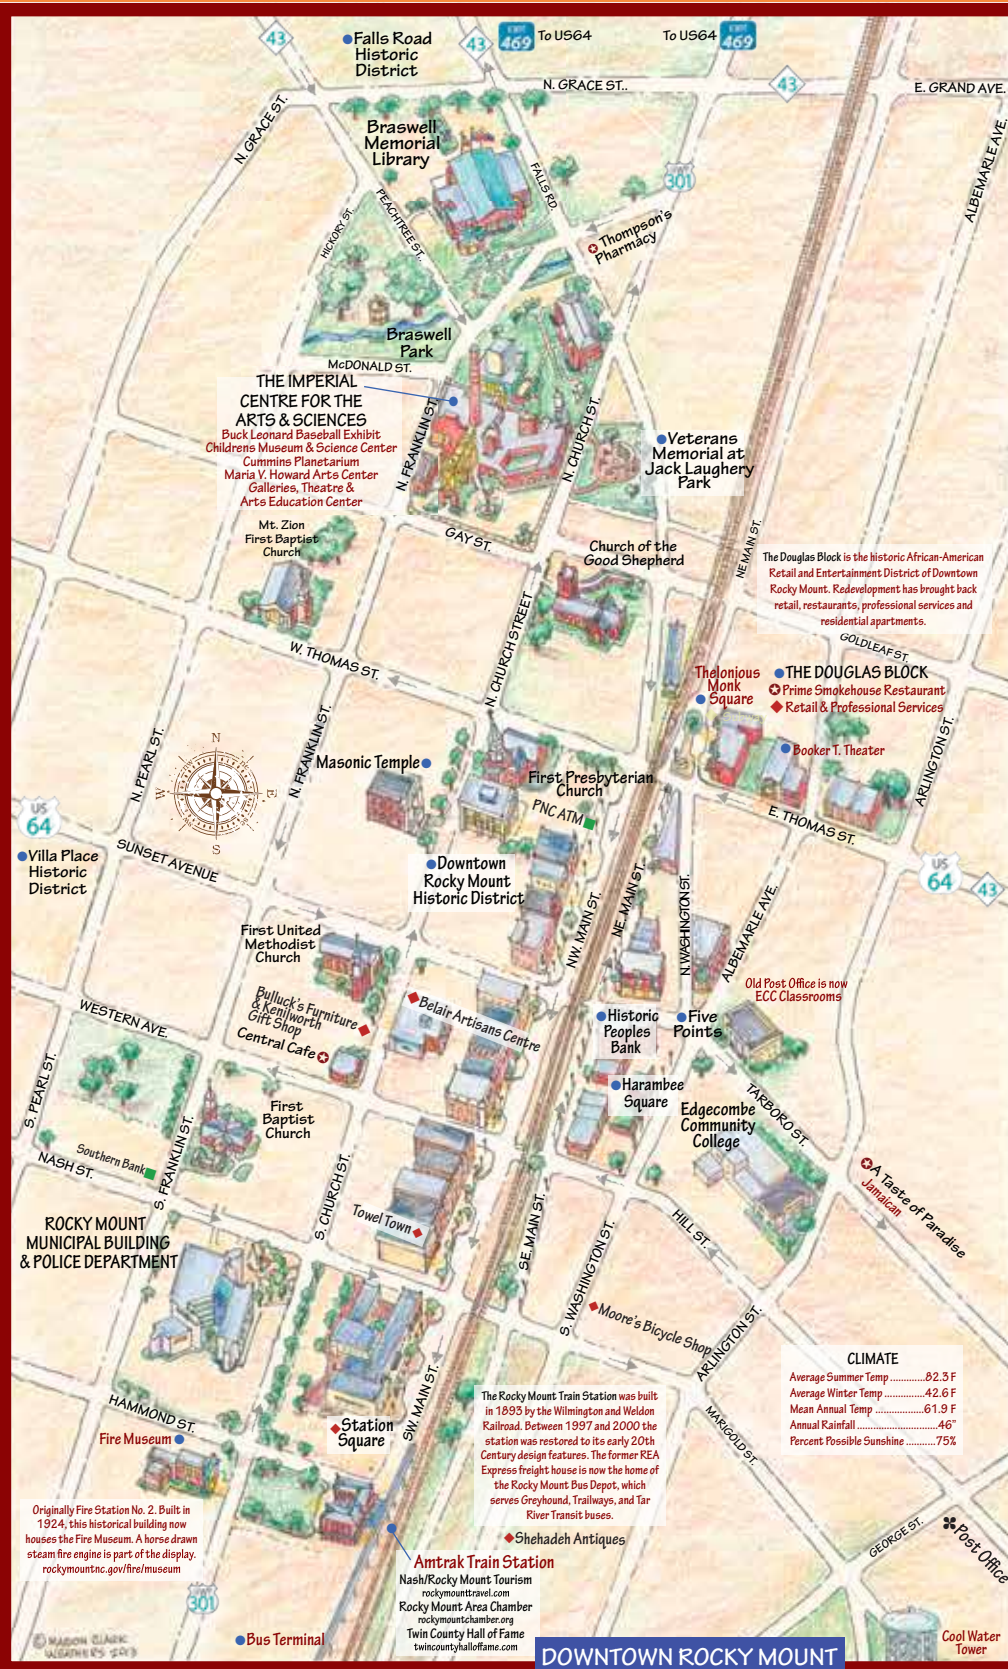 43
Falls Road
Historic
District
43
EXIT
469
To US64
To US64
EXIT
469
N. GRACE ST..
43
E. GRAND AVE.
N. GRACE ST.
Braswell
Memorial
Library
FALLS RD.
301
ALBEMARLE AVE.
PEACHTREE ST..
HICKORY ST.
Thompson's
Pharmacy
Braswell
Park
McDONALD ST.
THE IMPERIAL
CENTRE FOR THE
ARTS & SCIENCES
Buck Leonard Baseball Exhibit
Childrens Museum & Science Center
Cummins Planetarium
Maria V. Howard Arts Center
Galleries, Theatre &
Arts Education Center
N. FRANKLIN ST.
N. CHURCH ST.
Veterans
Memorial at
Jack Laughery
Park
Mt. Zion
First Baptist
Church
GAY ST.
Church of the
Good Shepherd
NE MAIN ST.
The Douglas Block is the historic African-American
Retail and Entertainment District of Downtown
Rocky Mount. Redevelopment has brought back
retail, restaurants, professional services and
residential apartments.
GOLDLEAF ST.
W. THOMAS ST.
N. CHURCH STREET
Thelonious
Monk
Square
THE DOUGLAS BLOCK
Prime Smokehouse Restaurant
Retail & Professional Services
Booker T. Theater
ARLINGTON ST.
N. PEARL ST.
N. FRANKLIN ST.
N
W
E
S
Masonic Temple
First Presbyterian
Church
PNC ATM
E. THOMAS ST.
US
64
Villa Place
Historic
District
SUNSET AVENUE
Downtown
Rocky Mount
Historic District
NW. MAIN ST.
NE. MAIN ST.
N.WASHINGTON ST.
ALBEMARLE AVE.
US
64
43
First United
Methodist
Church
Old Post Office is now
ECC Classrooms
Bulluck's Furniture
& Kenilworth
Gift Shop
Belair Artisans Centre
Central Cafe
Historic
Peoples
Bank
Five
Points
WESTERN AVE.
S. PEARL ST.
First
Baptist
Church
Harambee
Square
Edgecombe
Community
College
TARBORO ST.
Southern Bank
NASH ST.
S. FRANKLIN ST.
S. CHURCH ST.
A Taste of Paradise
Jamaican
ROCKY MOUNT
MUNICIPAL BUILDING
& POLICE DEPARTMENT
Towel Town
SE. MAIN ST.
HILL ST.
S. WASHINGTON ST.
Moore's Bicycle Shop
ARLINGTON ST.
CLIMATE
Average Summer Temp ............82.3 F
Average Winter Temp ..............42.6 F
Mean Annual Temp .................61.9 F
Annual Rainfall ............................46"
Percent Possible Sunshine ..........75%
HAMMOND ST.
Fire Museum
Station
Square
SW. MAIN ST.
The Rocky Mount Train Station was built
in 1893 by the Wilmington and Weldon
Railroad. Between 1997 and 2000 the
station was restored to its early 20th
Century design features. The former REA
Express freight house is now the home of
the Rocky Mount Bus Depot, which
serves Greyhound, Trailways, and Tar
River Transit buses.
MARIGOLD ST.
Originally Fire Station No. 2. Built in
1924, this historical building now
houses the Fire Museum. A horse drawn
steam fire engine is part of the display.
rockymountnc.gov/fire/museum
Shehadeh Antiques
GEORGE ST.
Post Office
Amtrak Train Station
Nash/Rocky Mount Tourism
rockymounttravel.com
Rocky Mount Area Chamber
rockymountchamber.org
Twin County Hall of Fame
twincountyhalloffame.com
301
Bus Terminal
Cool Water
Tower
© MARION CLARK
WEATHERS 2013
DOWNTOWN ROCKY MOUNT